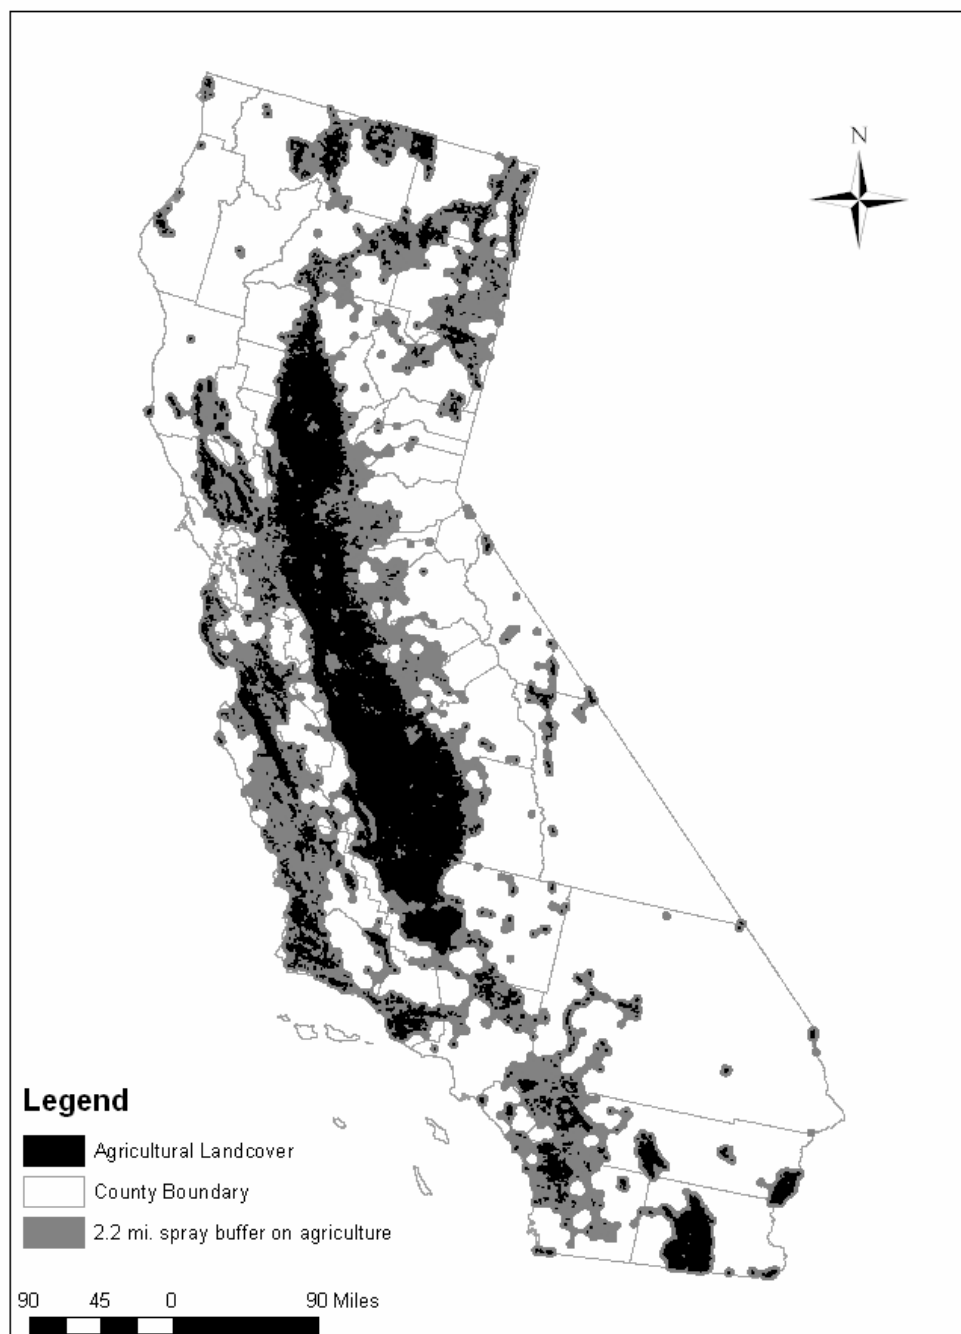 N
Legend
Agricultural Landcover
County Boundary
2.2 mi. spray buffer on agriculture
90 45 0 90 Miles